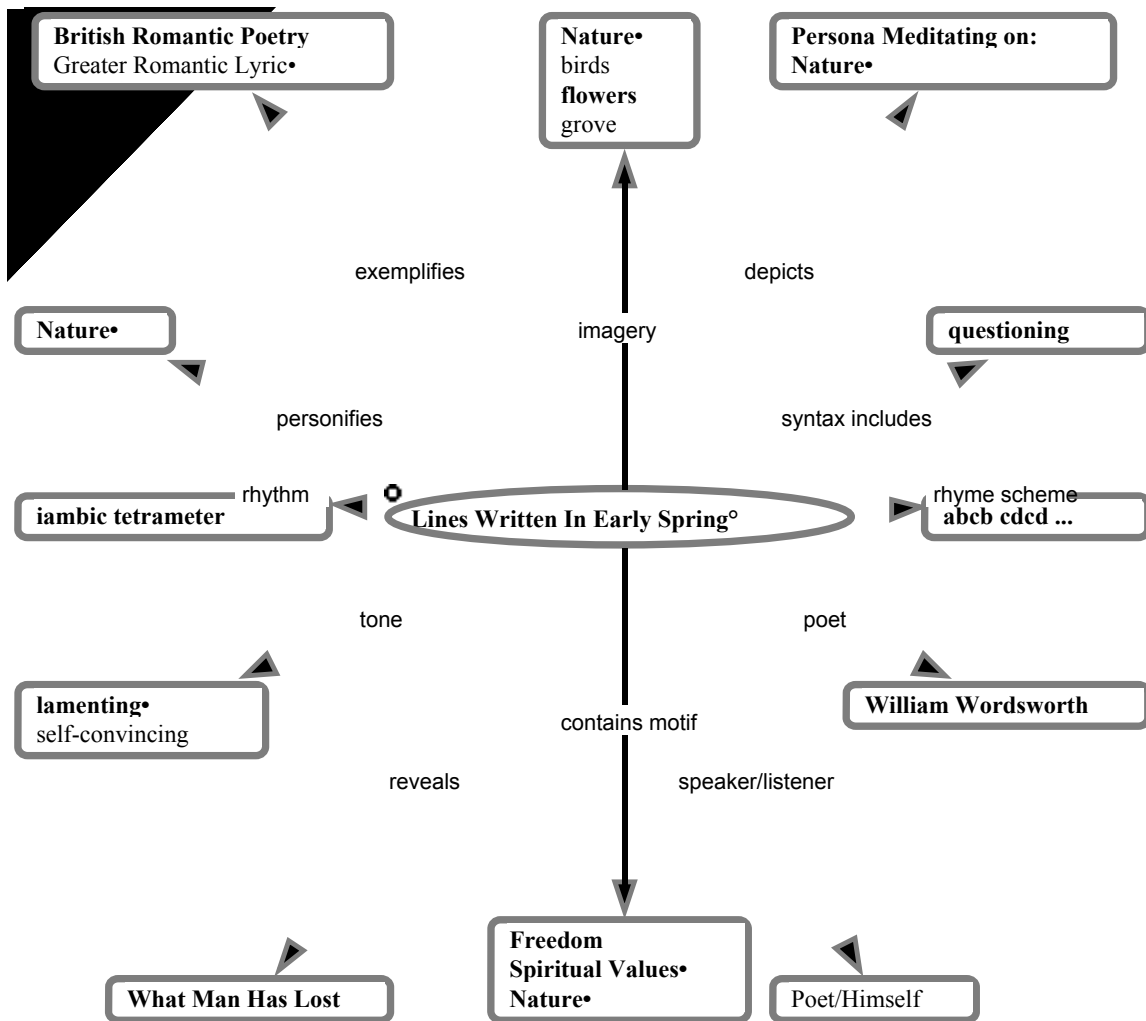 British Romantic Poetry
Greater Romantic Lyric•
Nature•
birds
flowers
grove
Persona Meditating on:
Nature•
exemplifies
depicts
Nature•
imagery
questioning
personifies
syntax includes
rhythm
iambic tetrameter
Lines Written In Early Spring°
rhyme scheme
abcb cdcd ...
tone
poet
lamenting•
self-convincing
contains motif
William Wordsworth
reveals
speaker/listener
What Man Has Lost
Freedom
Spiritual Values•
Nature•
Poet/Himself